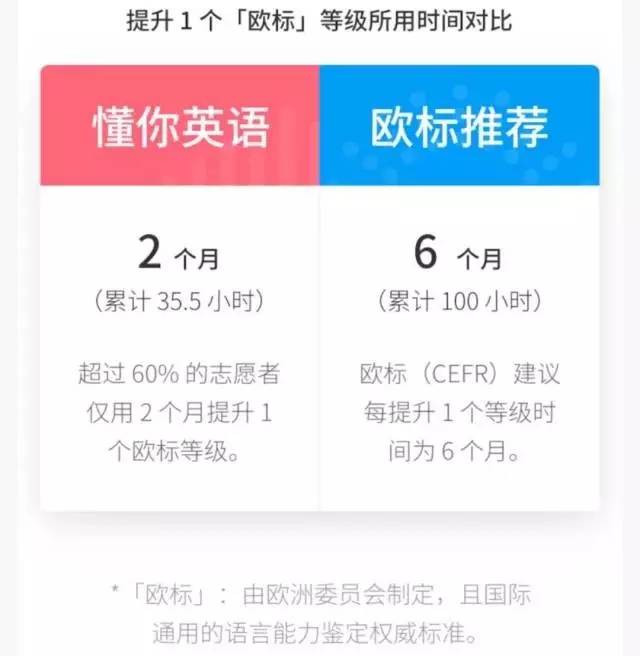 提升 1 个「欧标」等级所用时间对比
懂你英语
欧标推荐
2 个月
（累计 35.5 小时）
超过 60% 的志愿者
仅用 2 个月提升 1
个欧标等级。
6 个月
（累计 100 小时）
欧标（CEFR）建议
每提升 1 个等级时
间为 6 个月。
*「欧标」：由欧洲委员会制定，且国际
通用的语言能力鉴定权威标准。